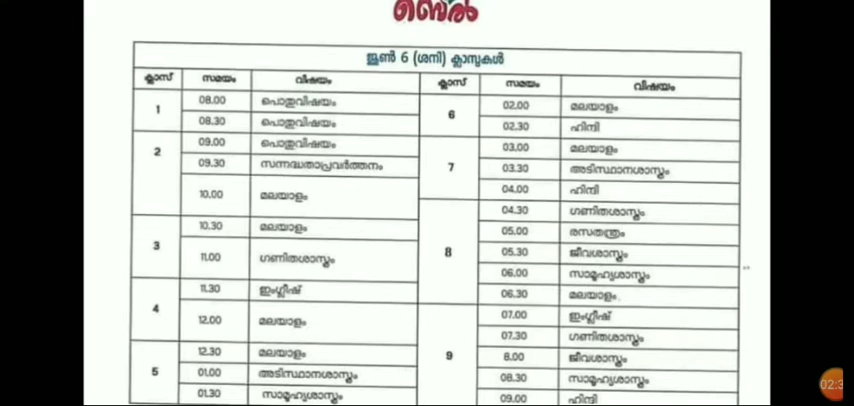 ബെൽ
ജൂൺ 6 (ശനി) ക്ലാസുകൾ
ക്ലാസ് സമയം വിഷയം
1 08.00 പൊതുവിഷയം
08.30 പൊതുവിഷയം
2 09.00 പൊതുവിഷയം
09.30 സന്നദ്ധതാപ്രവർത്തനം
10.00 മലയാളം
3 10.30 മലയാളം
11.00 ഗണിതശാസ്ത്രം
4 11.30 ഇംഗ്ലീഷ്
12.00 മലയാളം
5 12.30 മലയാളം
01.00 അടിസ്ഥാനശാസ്ത്രം
01.30 സാമൂഹ്യശാസ്ത്രം
ക്ലാസ് സമയം വിഷയം
6 02.00 മലയാളം
02.30 ഹിന്ദി
7 03.00 മലയാളം
03.30 അടിസ്ഥാനശാസ്ത്രം
04.00 ഹിന്ദി
8 04.30 ഗണിതശാസ്ത്രം
05.00 രസതന്ത്രം
05.30 ജീവശാസ്ത്രം
06.00 സാമൂഹ്യശാസ്ത്രം
06.30 മലയാളം
9 07.00 ഇംഗ്ലീഷ്
07.30 ഗണിതശാസ്ത്രം
8.00 ജീവശാസ്ത്രം
08.30 സാമൂഹ്യശാസ്ത്രം
09.00 ഹിന്ദി